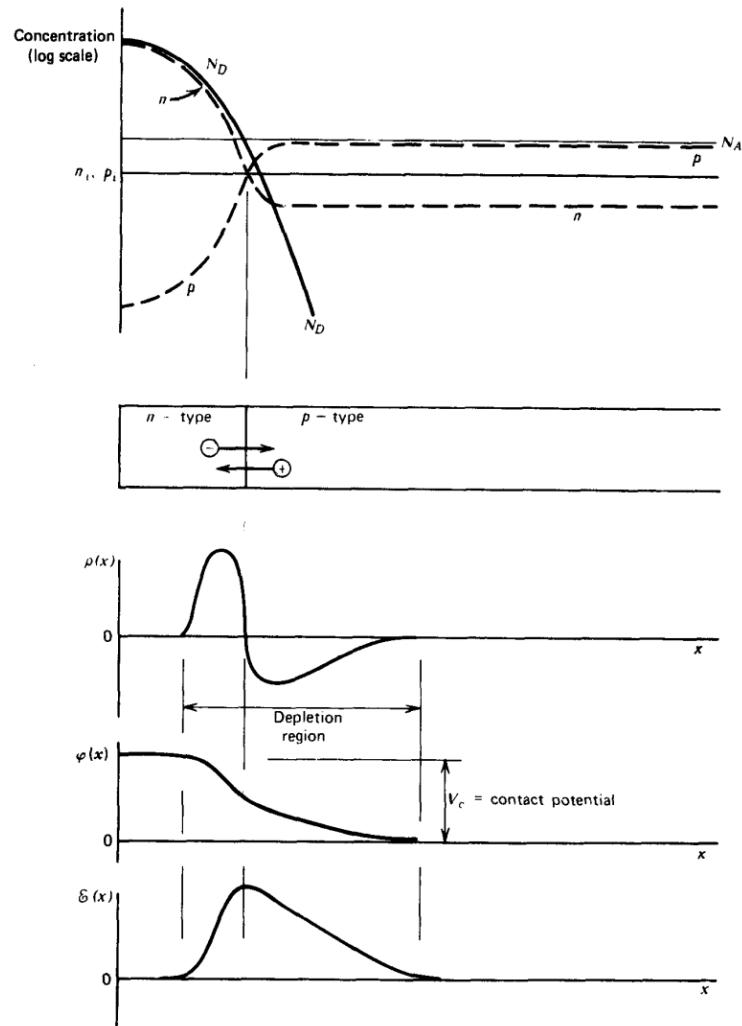 Concentration
(log scale)
N_D
n
N_A
p
n_i, p_i
n
p
N_D
n - type
p - type
−
+
ρ(x)
0
x
Depletion
region
φ(x)
V_c = contact potential
0
x
ℰ(x)
0
x